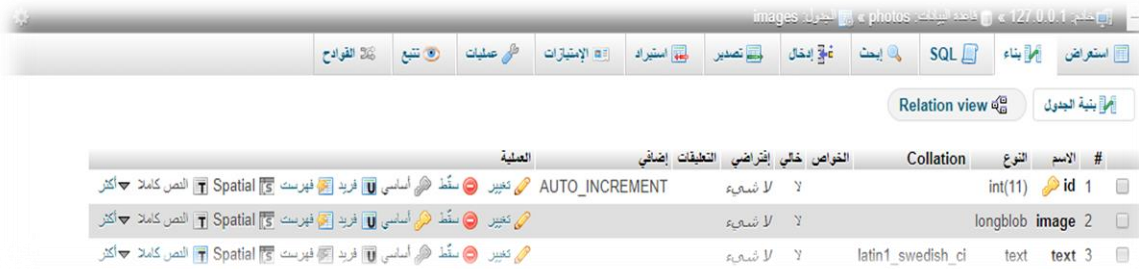 خادم: 127.0.0.1 » قاعدة البيانات: photos » الجدول: images
استعراض بناء SQL إبحث إدخال تصدير استيراد الإمتيازات عمليات تتبع القوادح
بنية الجدول Relation view
# الاسم النوع Collation الخواص خالي إفتراضي التعليقات إضافي العملية
1 id int(11) لا لا شيء AUTO_INCREMENT تغيير سقّط أساسي فريد فهرست Spatial النص كاملا أكثر
2 image longblob لا لا شيء تغيير سقّط أساسي فريد فهرست Spatial النص كاملا أكثر
3 text text latin1_swedish_ci لا لا شيء تغيير سقّط أساسي فريد فهرست Spatial النص كاملا أكثر